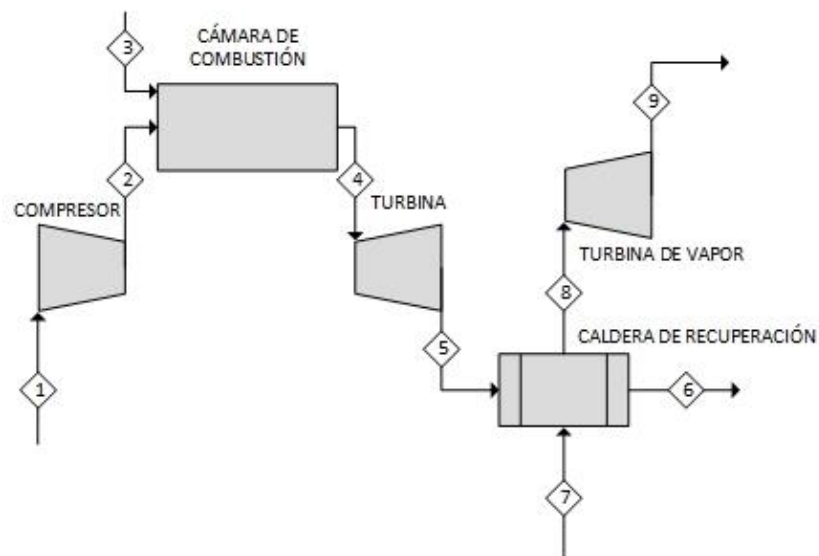 3
CÁMARA DE
COMBUSTIÓN
9
2
4
COMPRESOR
TURBINA
TURBINA DE VAPOR
8
CALDERA DE RECUPERACIÓN
5
1
6
7